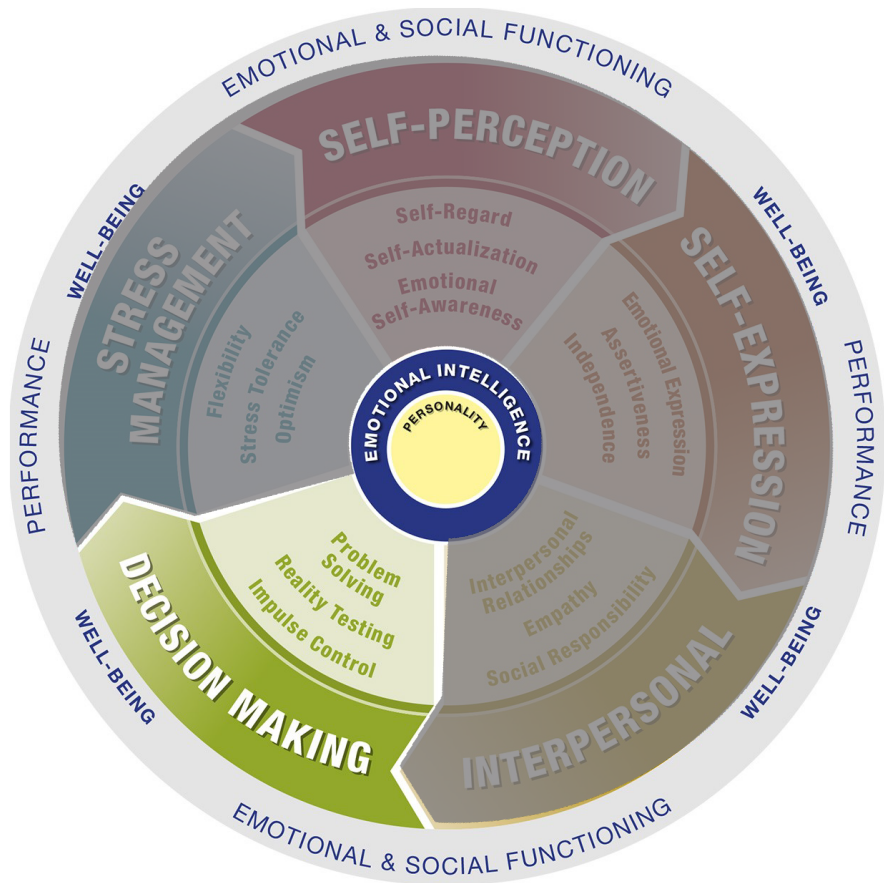 EMOTIONAL & SOCIAL FUNCTIONING
WELL-BEING
WELL-BEING
PERFORMANCE
PERFORMANCE
WELL-BEING
WELL-BEING
EMOTIONAL & SOCIAL FUNCTIONING
SELF-PERCEPTION
Self-Regard
Self-Actualization
Emotional
Self-Awareness
SELF-EXPRESSION
Emotional Expression
Assertiveness
Independence
INTERPERSONAL
Interpersonal
Relationships
Empathy
Social Responsibility
DECISION MAKING
Problem
Solving
Reality Testing
Impulse Control
STRESS
MANAGEMENT
Flexibility
Stress Tolerance
Optimism
EMOTIONAL INTELLIGENCE
PERSONALITY